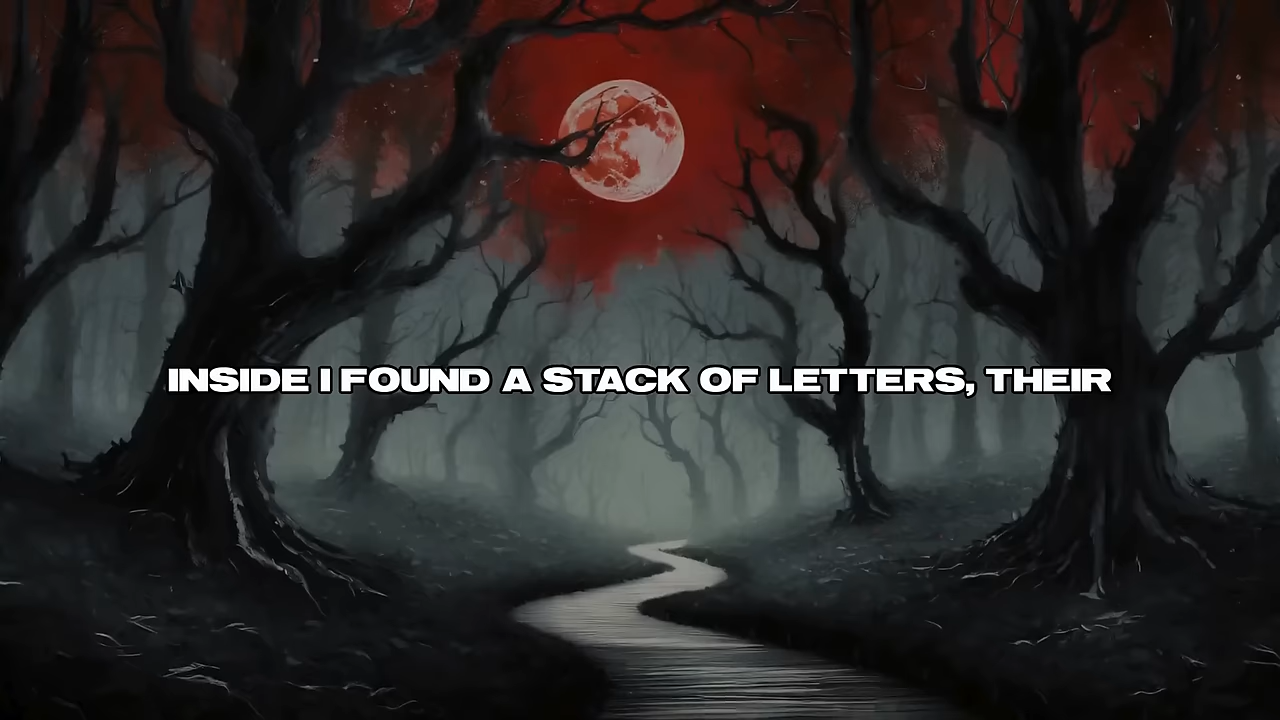 INSIDE I FOUND A STACK OF LETTERS, THEIR